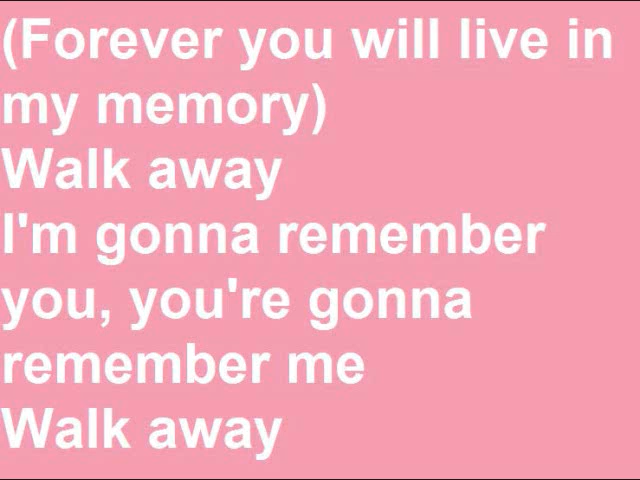 (Forever you will live in
my memory)
Walk away
I'm gonna remember
you, you're gonna
remember me
Walk away